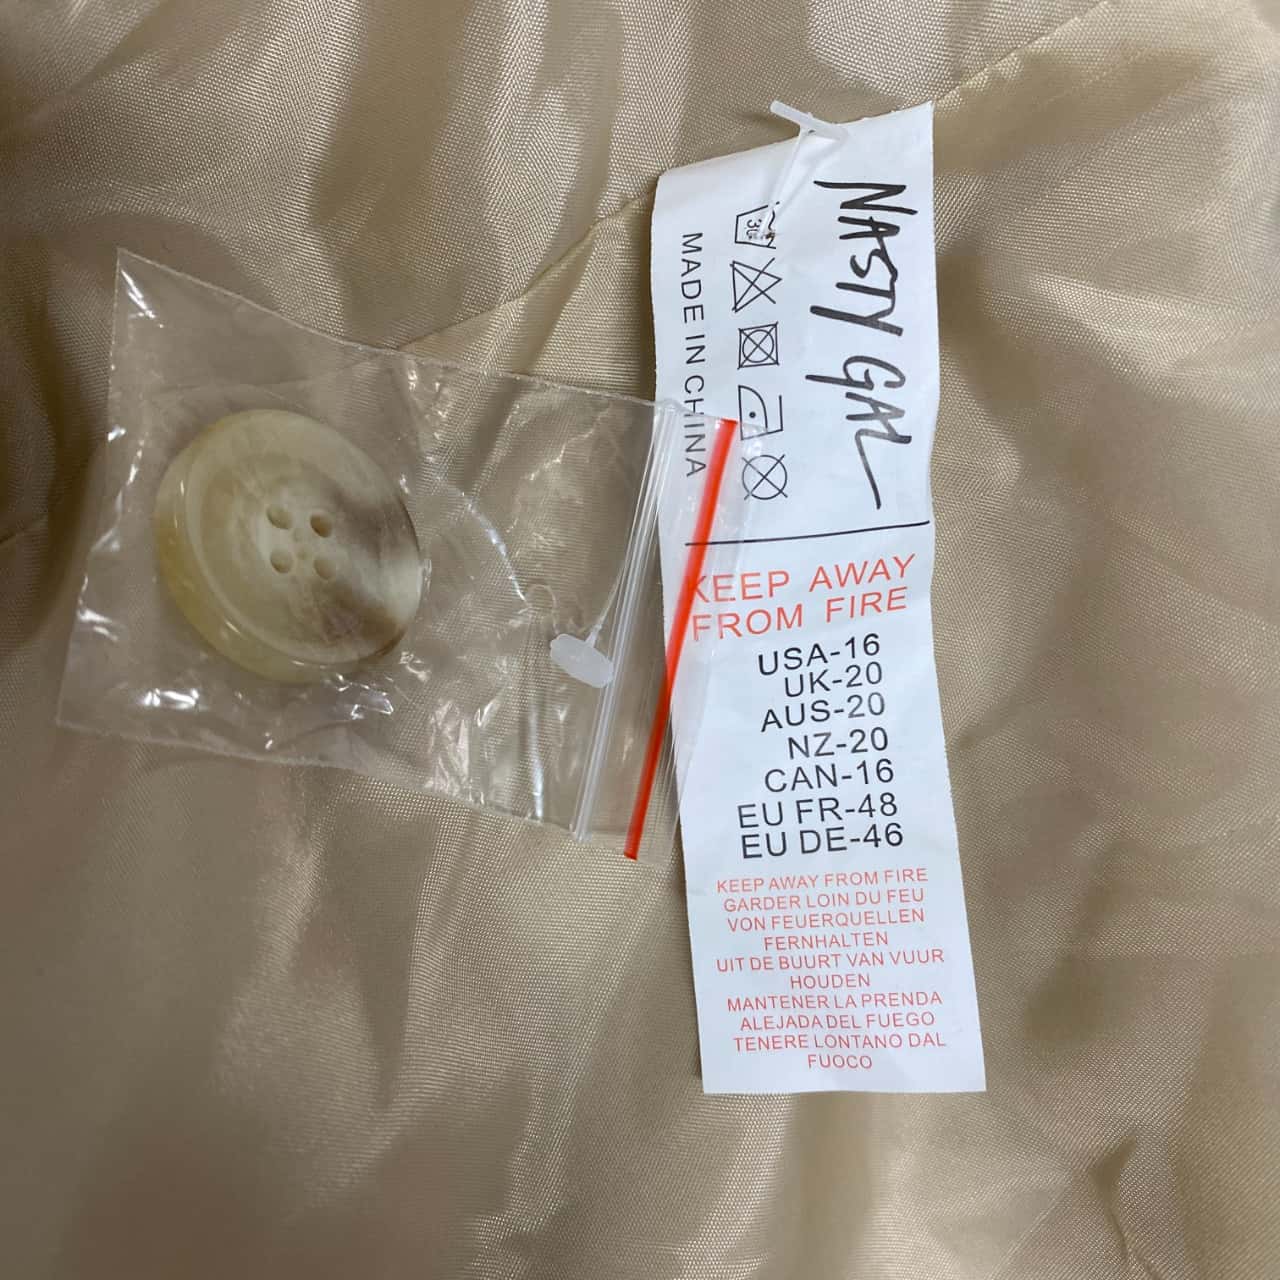 NASTY GAL
30
MADE IN CHINA
KEEP AWAY
FROM FIRE
USA-16
UK-20
AUS-20
NZ-20
CAN-16
EU FR-48
EU DE-46
KEEP AWAY FROM FIRE
GARDER LOIN DU FEU
VON FEUERQUELLEN
FERNHALTEN
UIT DE BUURT VAN VUUR
HOUDEN
MANTENER LA PRENDA
ALEJADA DEL FUEGO
TENERE LONTANO DAL
FUOCO